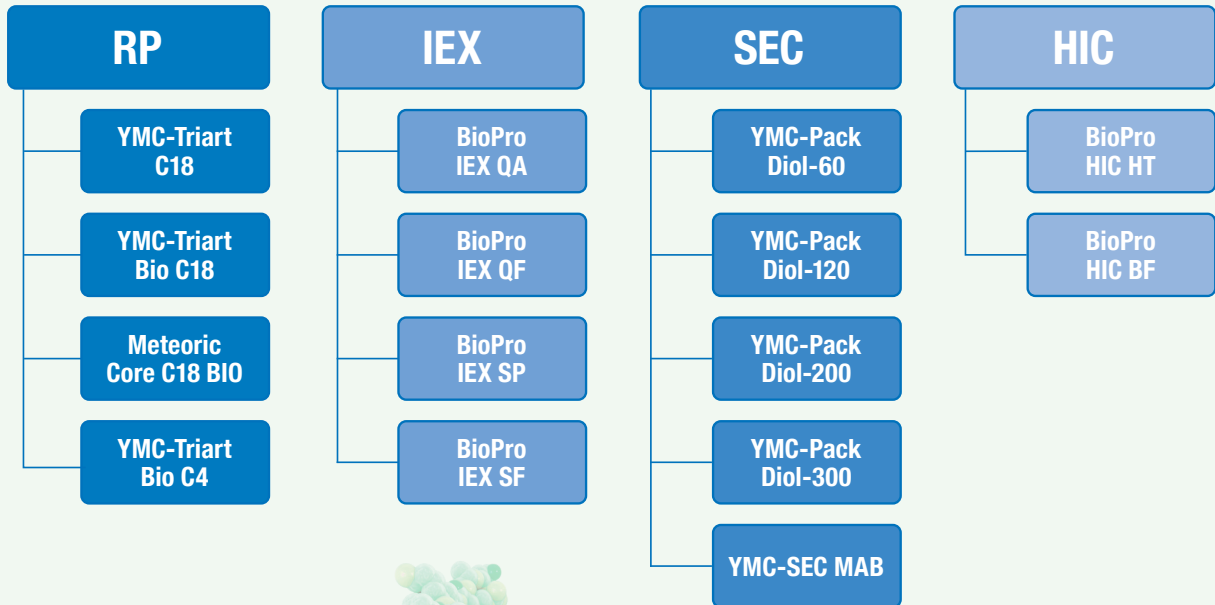 RP
YMC-Triart
C18
YMC-Triart
Bio C18
Meteoric
Core C18 BIO
YMC-Triart
Bio C4
IEX
BioPro
IEX QA
BioPro
IEX QF
BioPro
IEX SP
BioPro
IEX SF
SEC
YMC-Pack
Diol-60
YMC-Pack
Diol-120
YMC-Pack
Diol-200
YMC-Pack
Diol-300
YMC-SEC MAB
HIC
BioPro
HIC HT
BioPro
HIC BF